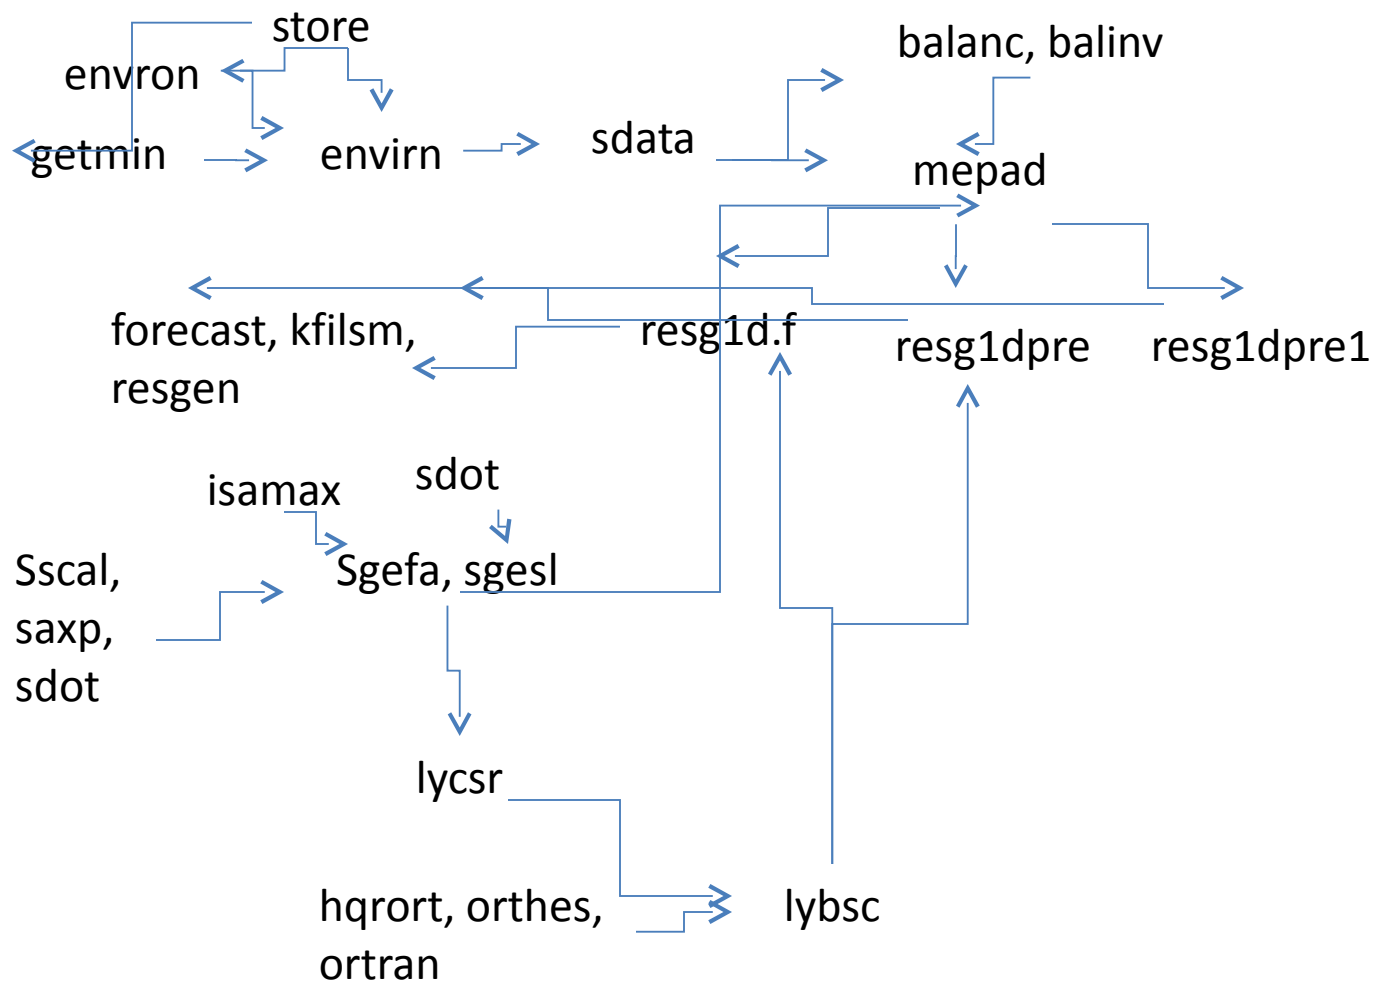 store
balanc, balinv
envron
getmin
envirn
sdata
mepad
forecast, kfilsm,
resgen
resg1d.f
resg1dpre
resg1dpre1
isamax
sdot
Sscal,
saxp,
sdot
Sgefa, sgesl
lycsr
hqrort, orthes,
ortran
lybsc